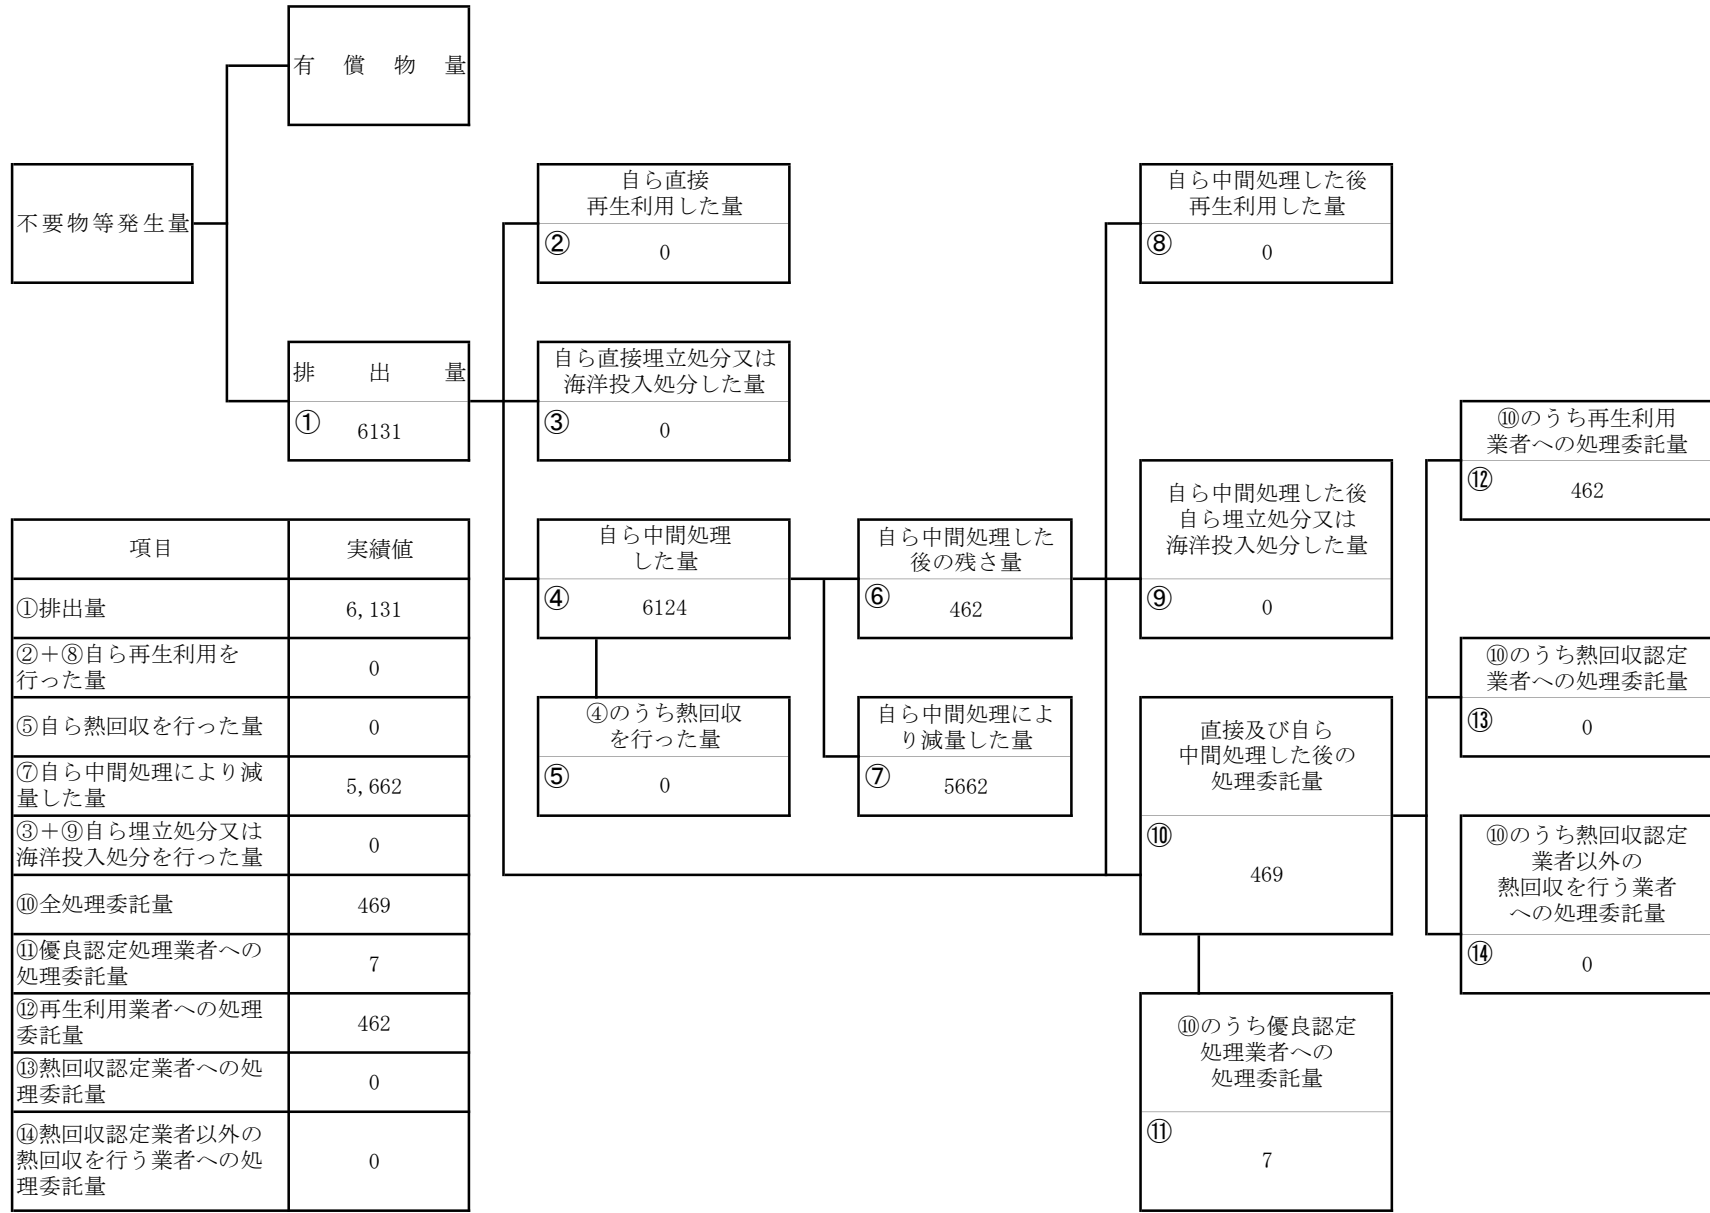 有償物量
不要物等発生量
排出量
① 6131
自ら直接
再生利用した量
② 0
自ら直接埋立処分又は
海洋投入処分した量
③ 0
自ら中間処理
した量
④ 6124
④のうち熱回収
を行った量
⑤ 0
自ら中間処理した
後の残さ量
⑥ 462
自ら中間処理によ
り減量した量
⑦ 5662
自ら中間処理した後
再生利用した量
⑧ 0
自ら中間処理した後
自ら埋立処分又は
海洋投入処分した量
⑨ 0
直接及び自ら
中間処理した後の
処理委託量
⑩
469
⑩のうち優良認定
処理業者への
処理委託量
⑪
7
⑩のうち再生利用
業者への処理委託量
⑫ 462
⑩のうち熱回収認定
業者への処理委託量
⑬ 0
⑩のうち熱回収認定
業者以外の
熱回収を行う業者
への処理委託量
⑭ 0
項目 実績値
①排出量 6,131
②+⑧自ら再生利用を
行った量 0
⑤自ら熱回収を行った量 0
⑦自ら中間処理により減
量した量 5,662
③+⑨自ら埋立処分又は
海洋投入処分を行った量 0
⑩全処理委託量 469
⑪優良認定処理業者への
処理委託量 7
⑫再生利用業者への処理
委託量 462
⑬熱回収認定業者への処
理委託量 0
⑭熱回収認定業者以外の
熱回収を行う業者への処
理委託量 0